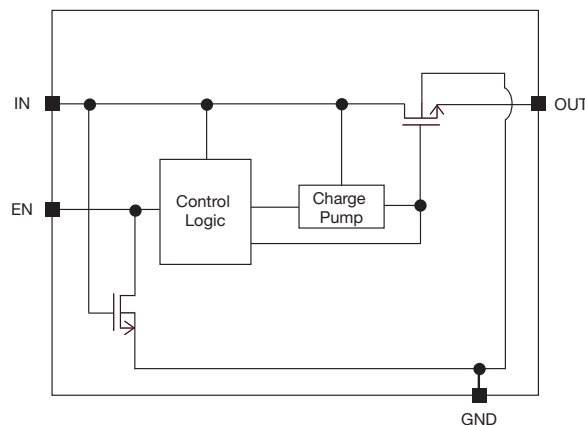 IN
OUT
EN
Control
Logic
Charge
Pump
GND